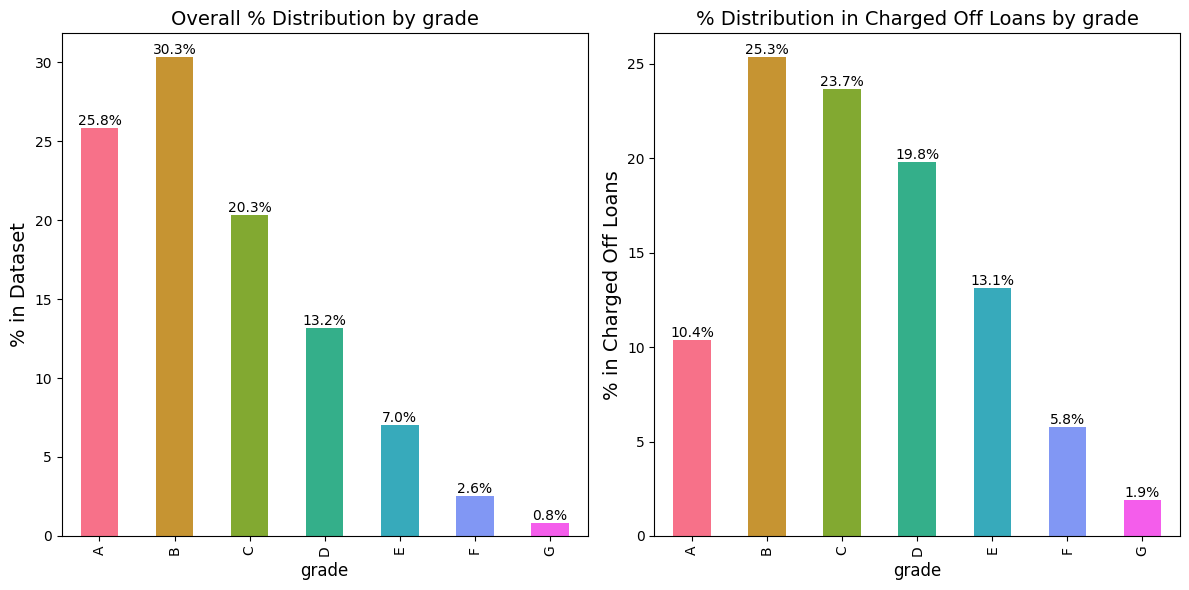 Overall % Distribution by grade
% in Dataset
30
25
20
15
10
5
0
25.8%
30.3%
20.3%
13.2%
7.0%
2.6%
0.8%
A
B
C
D
E
F
G
grade
% Distribution in Charged Off Loans by grade
% in Charged Off Loans
25
20
15
10
5
0
10.4%
25.3%
23.7%
19.8%
13.1%
5.8%
1.9%
A
B
C
D
E
F
G
grade